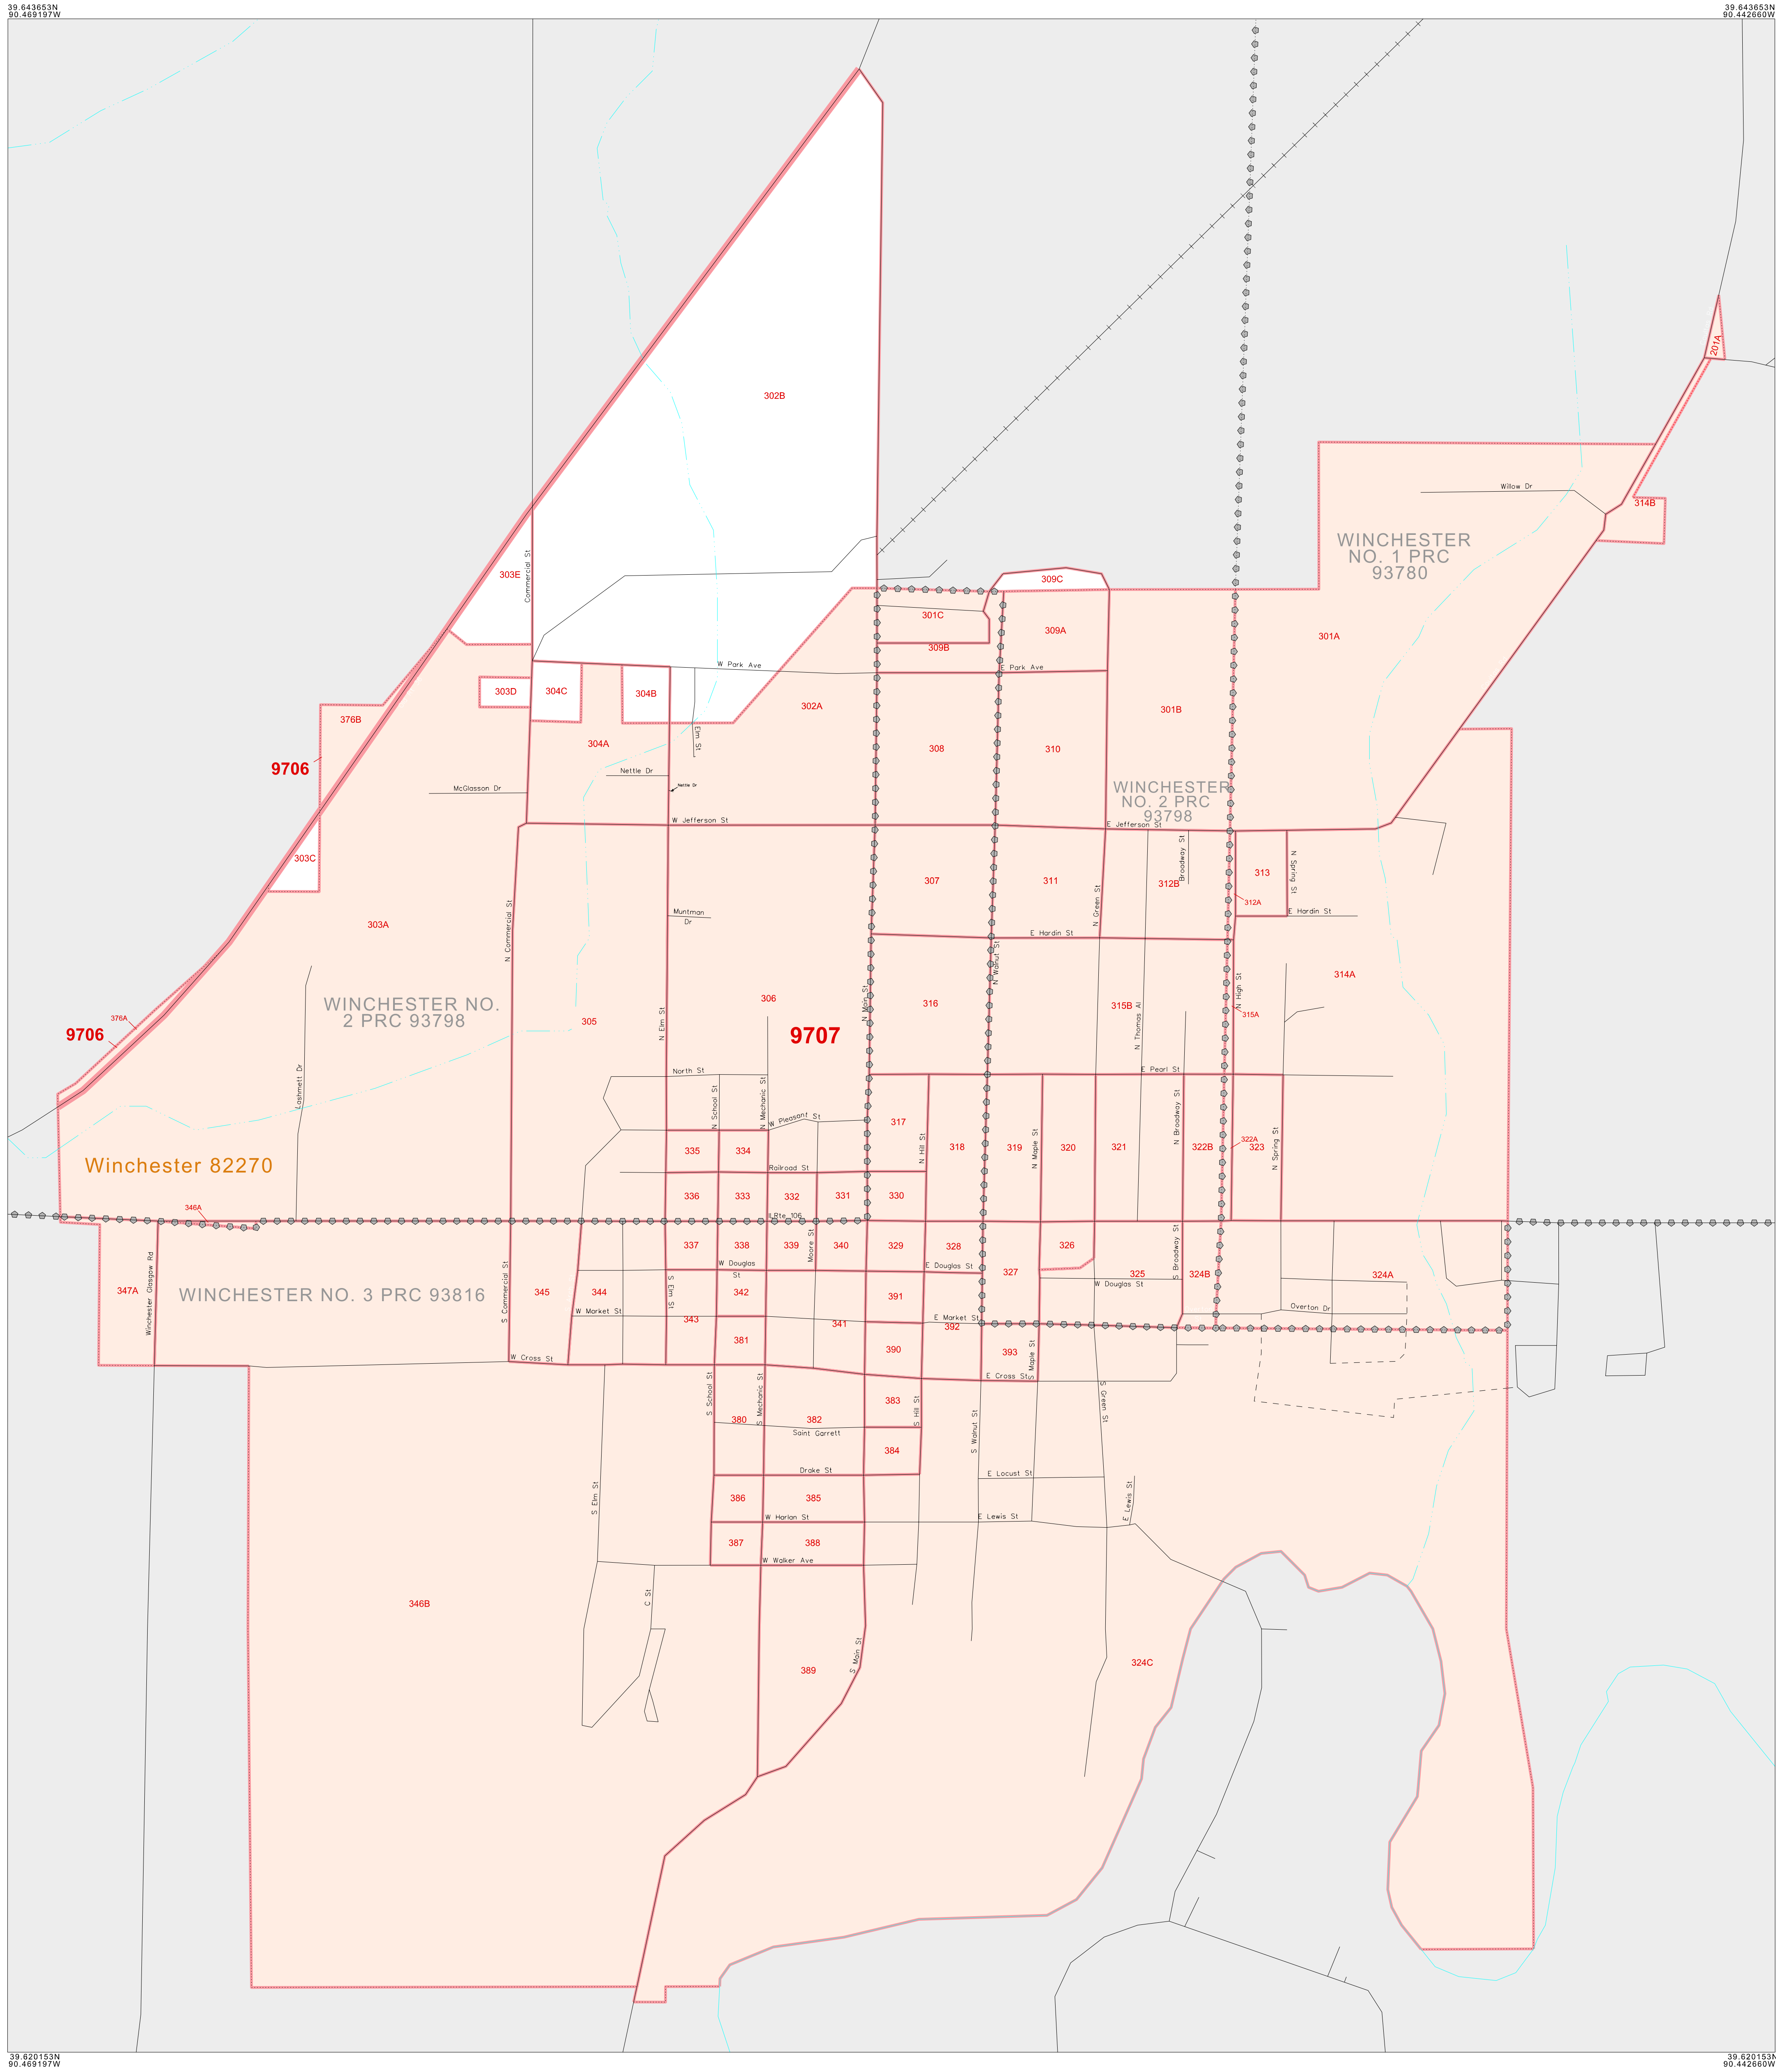 39.643653N
90.469197W
39.643653N
90.442660W
201A
302B
Willow Dr
314B
WINCHESTER
NO. 1 PRC
93780
Commercial St
303E
309C
301C
309A
301A
309B
W Park Ave
E Park Ave
303D
304C
304B
302A
301B
376B
Elm St
304A
308
310
9706
Nettle Dr
Nettle Dr
McGlasson Dr
WINCHESTER
NO. 2 PRC
93798
W Jefferson St
E Jefferson St
Broadway St
303C
307
311
312B
313
N Spring St
312A
N Green St
Muntman
Dr
E Hardin St
303A
N Commercial St
E Hardin St
N Walnut St
314A
WINCHESTER NO.
2 PRC 93798
306
N Main St
316
315B
N High St
315A
376A
305
N Elm St
9707
N Thomas Al
9706
Lashmett Dr
North St
E Pearl St
N School St
N Mechanic St
W Pleasant St
317
N Hill St
318
319
N Maple St
320
321
N Broadway St
322B
322A
323
N Spring St
335
334
Winchester 82270
Railroad St
336
333
332
331
330
346A
IL Rte 106
337
338
339
Moore St
340
329
328
326
S Broadway St
Winchester Glasgow Rd
W Douglas
St
E Douglas St
327
325
324B
324A
347A
WINCHESTER NO. 3 PRC 93816
S Commercial St
345
344
S Elm St
342
391
W Douglas St
W Market St
343
341
E Market St
392
Overton Dr
381
390
393
S Maple St
W Cross St
E Cross St
S School St
S Mechanic St
380
382
383
S Hill St
S Green St
Saint Garrett
384
S Walnut St
Drake St
E Locust St
S Elm St
386
385
E Lewis St
W Harlan St
E Lewis St
387
388
W Walker Ave
C St
346B
S Main St
389
324C
39.620153N
90.469197W
39.620153N
90.442660W